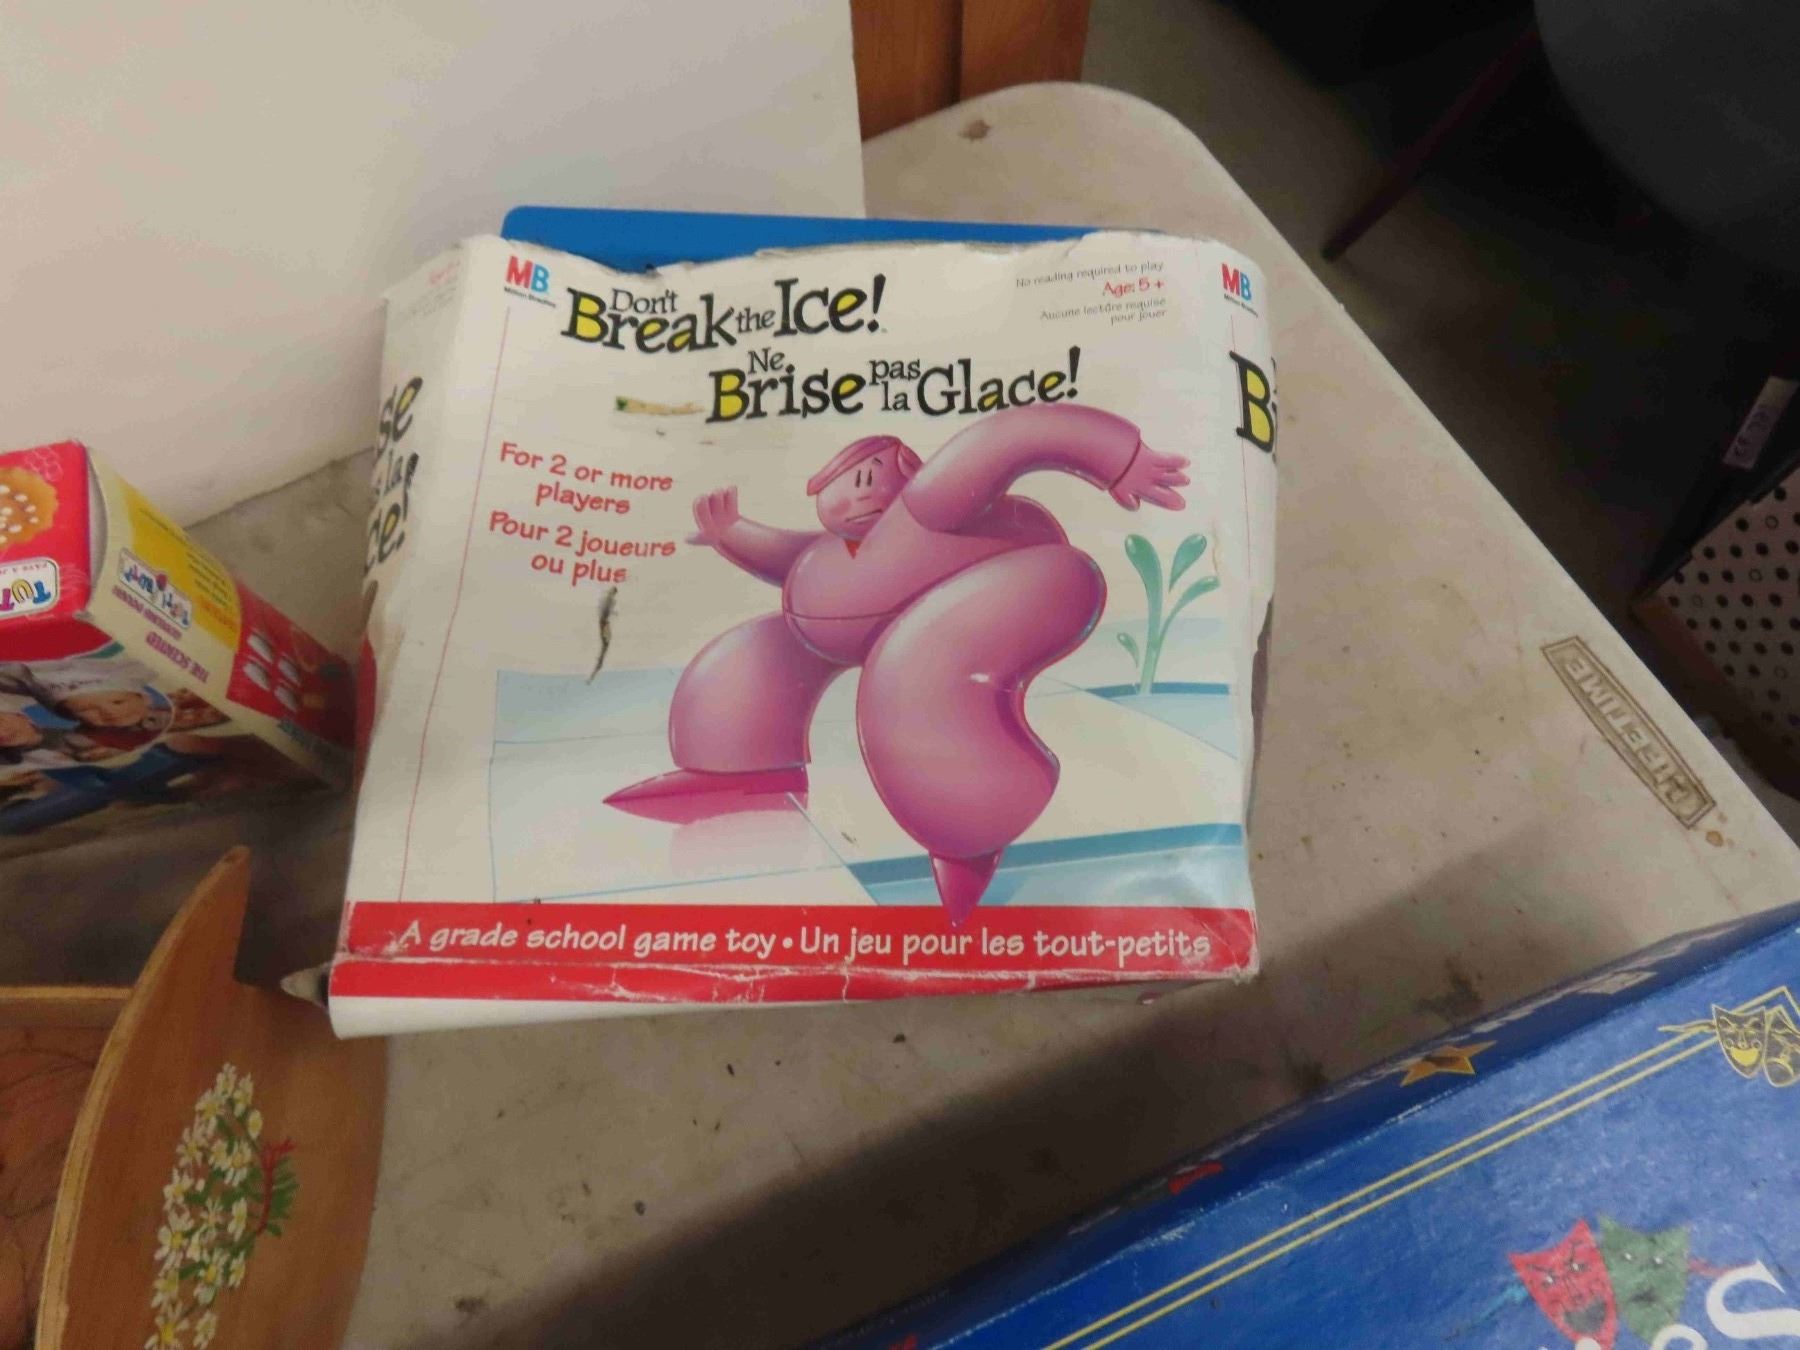 MB
Milton Bradley
Don't
Break the Ice!
Ne
Brise pas
la Glace!
No reading required to play
Age: 5 +
Aucune lecture requise
pour jouer
MB
For 2 or more
players
Pour 2 joueurs
ou plus
A grade school game toy • Un jeu pour les tout-petits
LIFETIME